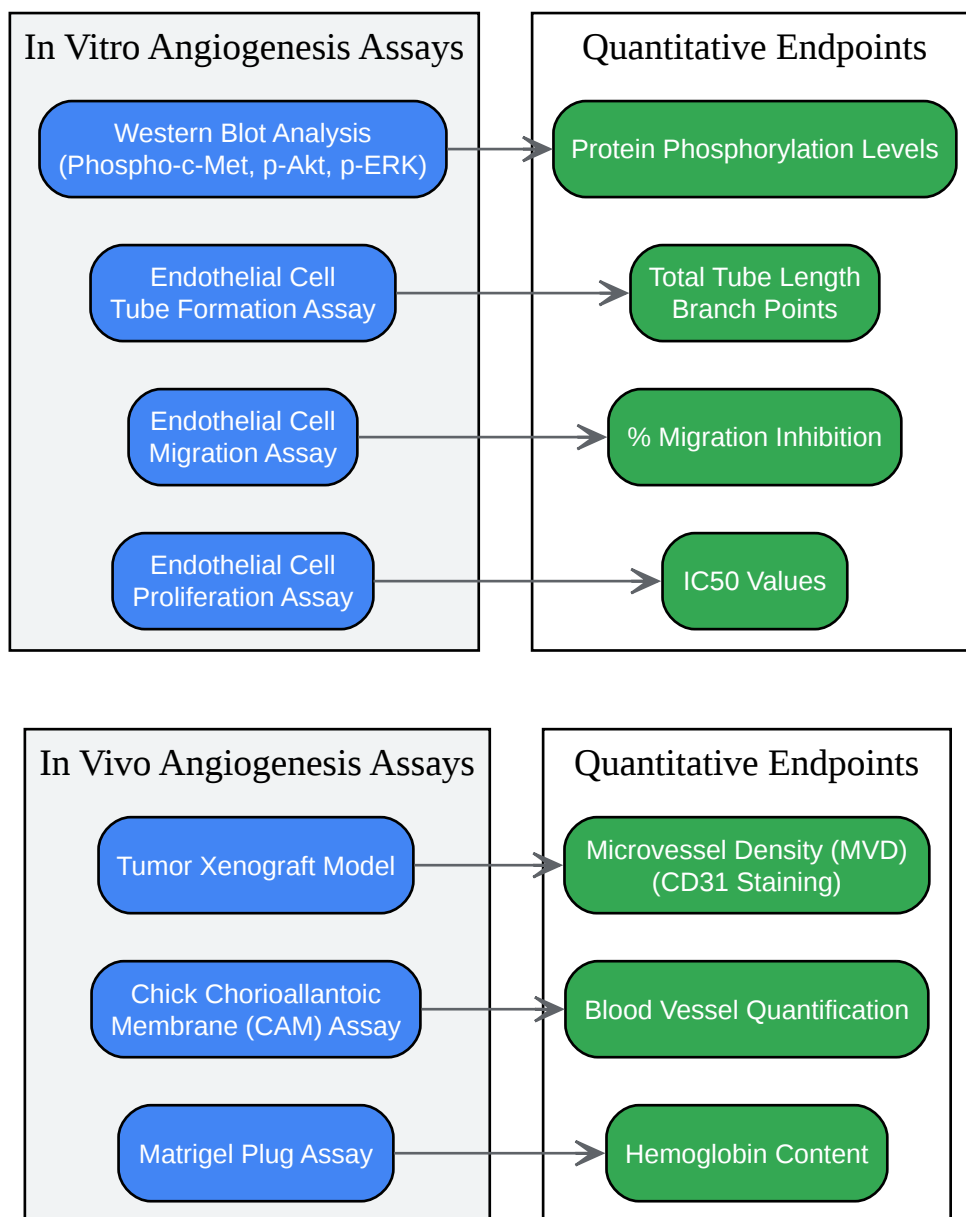 In Vitro Angiogenesis Assays
Quantitative Endpoints
Western Blot Analysis
(Phospho-c-Met, p-Akt, p-ERK)
Protein Phosphorylation Levels
Endothelial Cell
Tube Formation Assay
Total Tube Length
Branch Points
Endothelial Cell
Migration Assay
% Migration Inhibition
Endothelial Cell
Proliferation Assay
IC50 Values
In Vivo Angiogenesis Assays
Quantitative Endpoints
Tumor Xenograft Model
Microvessel Density (MVD)
(CD31 Staining)
Chick Chorioallantoic
Membrane (CAM) Assay
Blood Vessel Quantification
Matrigel Plug Assay
Hemoglobin Content